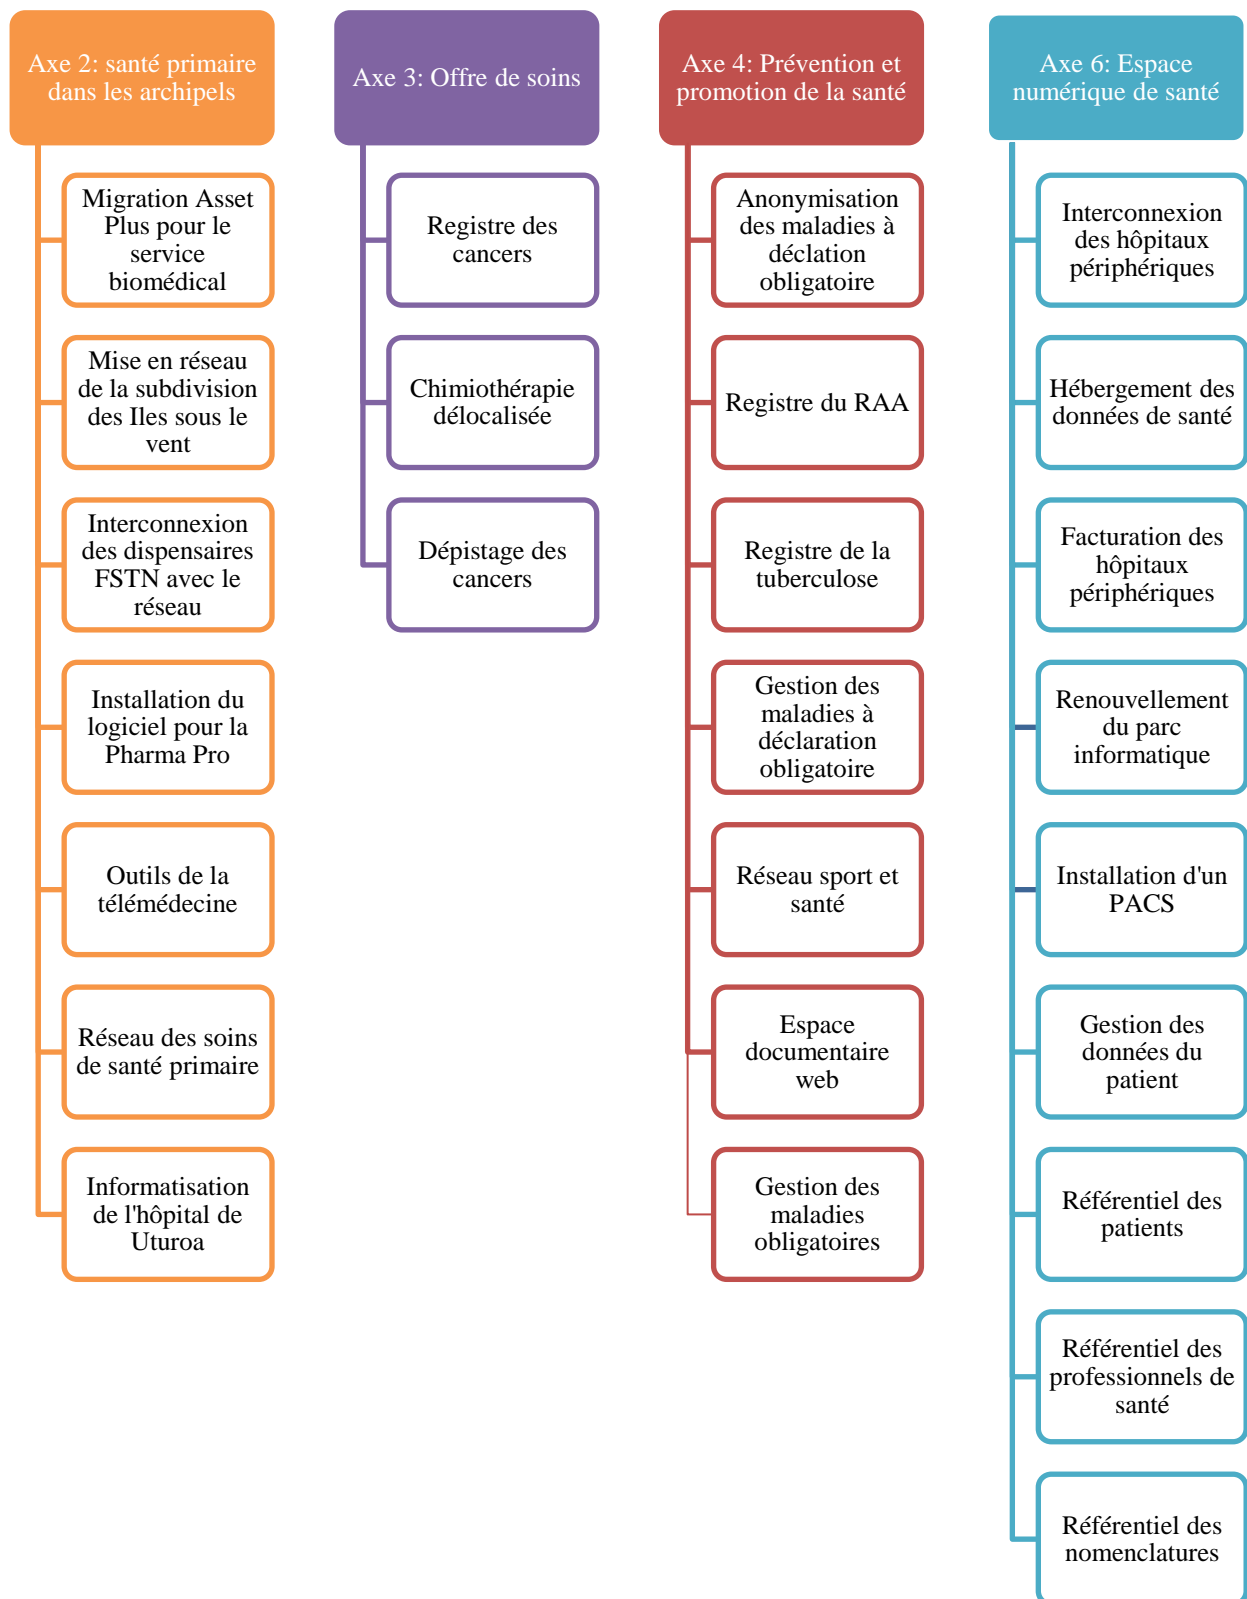 Axe 2: santé primaire
dans les archipels
Migration Asset
Plus pour le
service
biomédical
Mise en réseau
de la subdivision
des Iles sous le
vent
Interconnexion
des dispensaires
FSTN avec le
réseau
Installation du
logiciel pour la
Pharma Pro
Outils de la
télémédecine
Réseau des soins
de santé primaire
Informatisation
de l'hôpital de
Uturoa
Axe 3: Offre de soins
Registre des
cancers
Chimiothérapie
délocalisée
Dépistage des
cancers
Axe 4: Prévention et
promotion de la santé
Anonymisation
des maladies à
déclation
obligatoire
Registre du RAA
Registre de la
tuberculose
Gestion des
maladies à
déclaration
obligatoire
Réseau sport et
santé
Espace
documentaire
web
Gestion des
maladies
obligatoires
Axe 6: Espace
numérique de santé
Interconnexion
des hôpitaux
périphériques
Hébergement des
données de santé
Facturation des
hôpitaux
périphériques
Renouvellement
du parc
informatique
Installation d'un
PACS
Gestion des
données du
patient
Référentiel des
patients
Référentiel des
professionnels de
santé
Référentiel des
nomenclatures